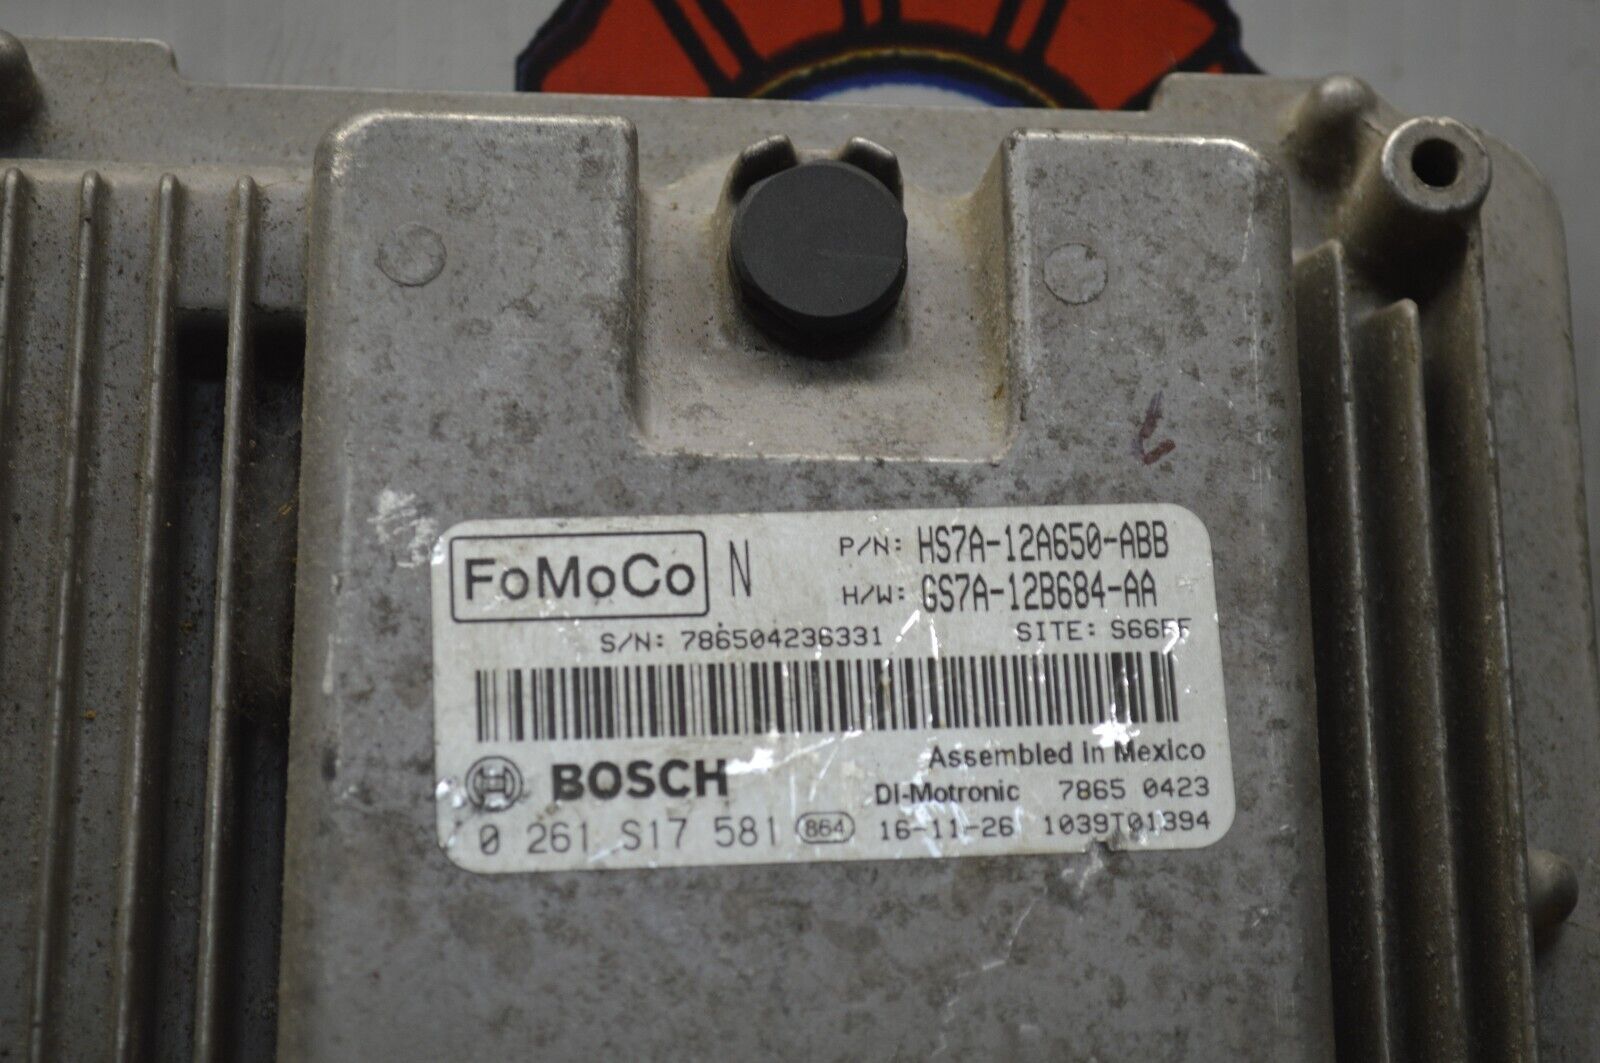 FoMoCo N P/N: HS7A-12A650-ABB
H/W: GS7A-12B684-AA
S/N: 786504236331 SITE: S66FF
BOSCH Assembled in Mexico
DI-Motronic 7865 0423
0 261 S17 581 864 16-11-26 1039T01394